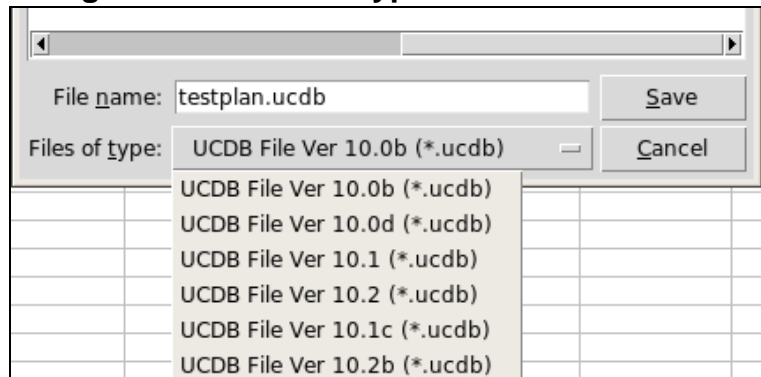 File name: testplan.ucdb Save
Files of type: UCDB File Ver 10.0b (*.ucdb) Cancel
UCDB File Ver 10.0b (*.ucdb)
UCDB File Ver 10.0d (*.ucdb)
UCDB File Ver 10.1 (*.ucdb)
UCDB File Ver 10.2 (*.ucdb)
UCDB File Ver 10.1c (*.ucdb)
UCDB File Ver 10.2b (*.ucdb)